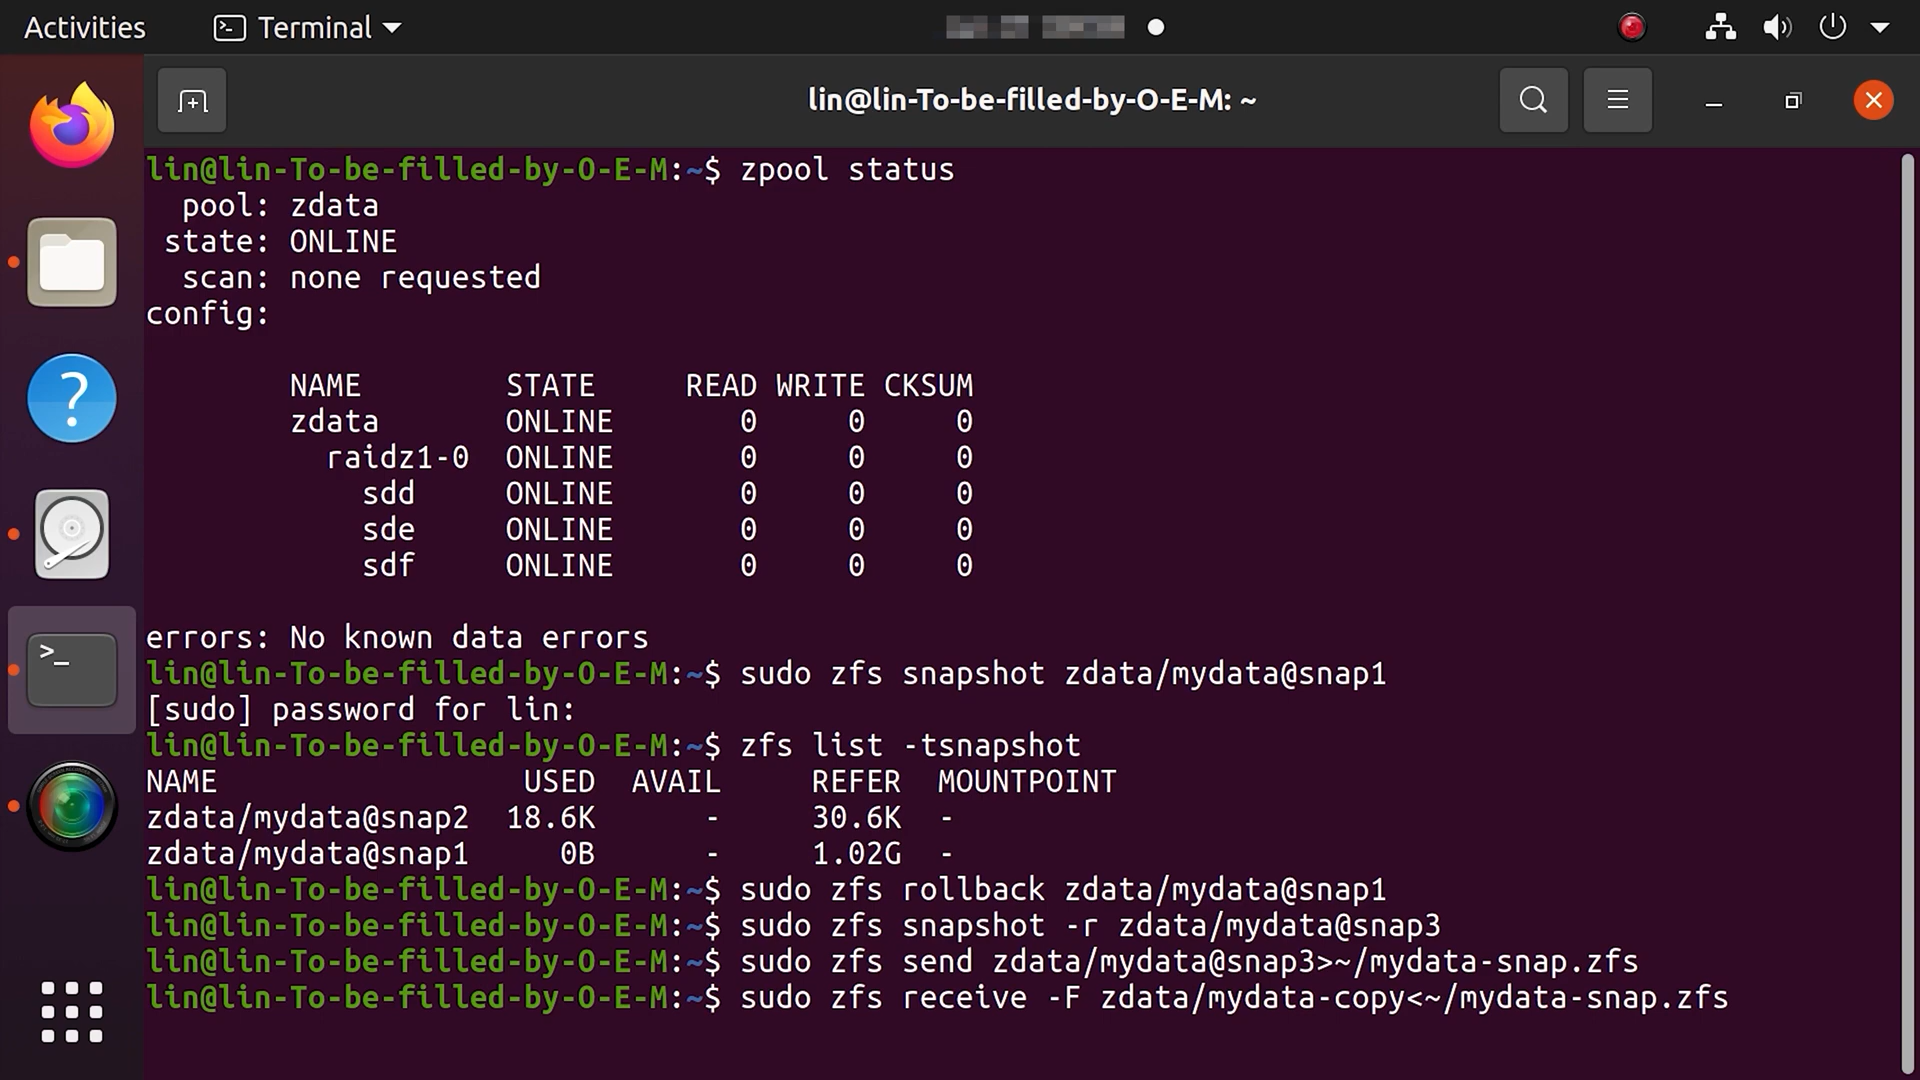 Activities Terminal
lin@lin-To-be-filled-by-O-E-M: ~
lin@lin-To-be-filled-by-O-E-M:~$ zpool status
  pool: zdata
 state: ONLINE
  scan: none requested
config:
        NAME        STATE     READ WRITE CKSUM
        zdata       ONLINE       0     0     0
          raidz1-0  ONLINE       0     0     0
            sdd     ONLINE       0     0     0
            sde     ONLINE       0     0     0
            sdf     ONLINE       0     0     0
errors: No known data errors
lin@lin-To-be-filled-by-O-E-M:~$ sudo zfs snapshot zdata/mydata@snap1
[sudo] password for lin:
lin@lin-To-be-filled-by-O-E-M:~$ zfs list -tsnapshot
NAME                 USED  AVAIL     REFER  MOUNTPOINT
zdata/mydata@snap2  18.6K      -     30.6K  -
zdata/mydata@snap1     0B      -     1.02G  -
lin@lin-To-be-filled-by-O-E-M:~$ sudo zfs rollback zdata/mydata@snap1
lin@lin-To-be-filled-by-O-E-M:~$ sudo zfs snapshot -r zdata/mydata@snap3
lin@lin-To-be-filled-by-O-E-M:~$ sudo zfs send zdata/mydata@snap3>~/mydata-snap.zfs
lin@lin-To-be-filled-by-O-E-M:~$ sudo zfs receive -F zdata/mydata-copy<~/mydata-snap.zfs